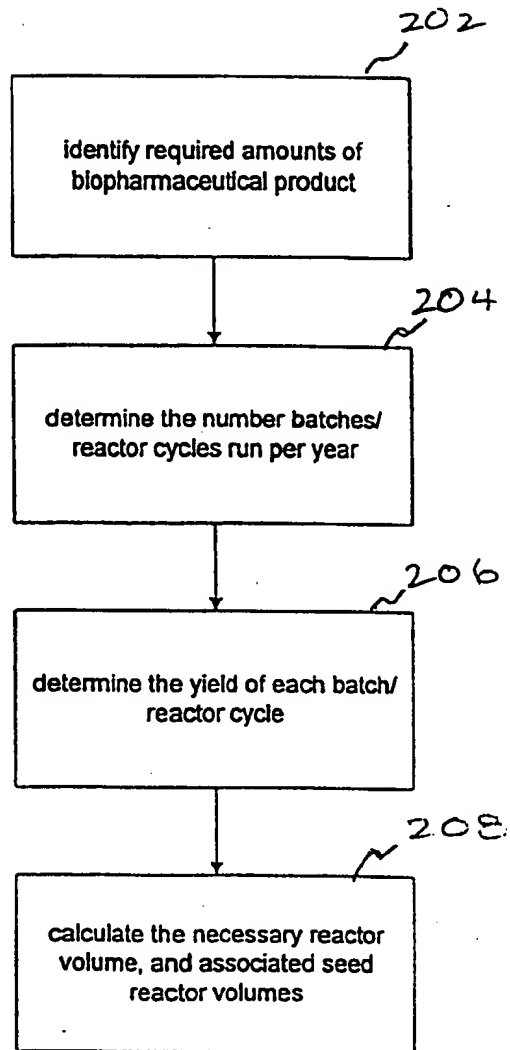 202
identify required amounts of
biopharmaceutical product
204
determine the number batches/
reactor cycles run per year
206
determine the yield of each batch/
reactor cycle
208
calculate the necessary reactor
volume, and associated seed
reactor volumes